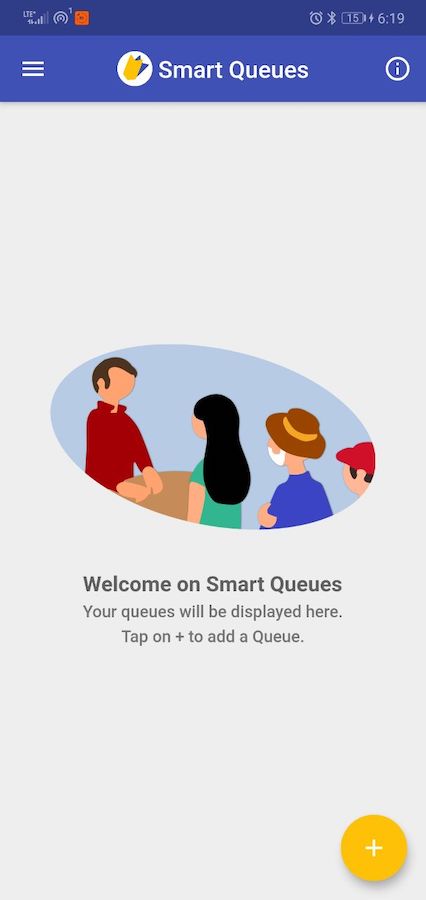 LTE+ 1 15 6:19
Smart Queues
Welcome on Smart Queues
Your queues will be displayed here.
Tap on + to add a Queue.
+